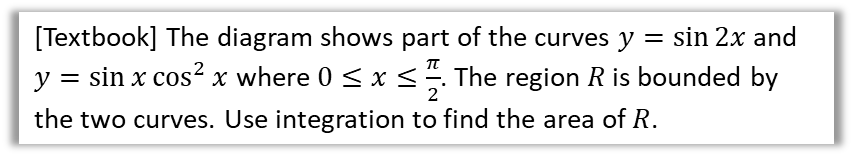 [Textbook] The diagram shows part of the curves y = sin 2x and
y = sin x cos² x where 0 ≤ x ≤ π/2. The region R is bounded by
the two curves. Use integration to find the area of R.